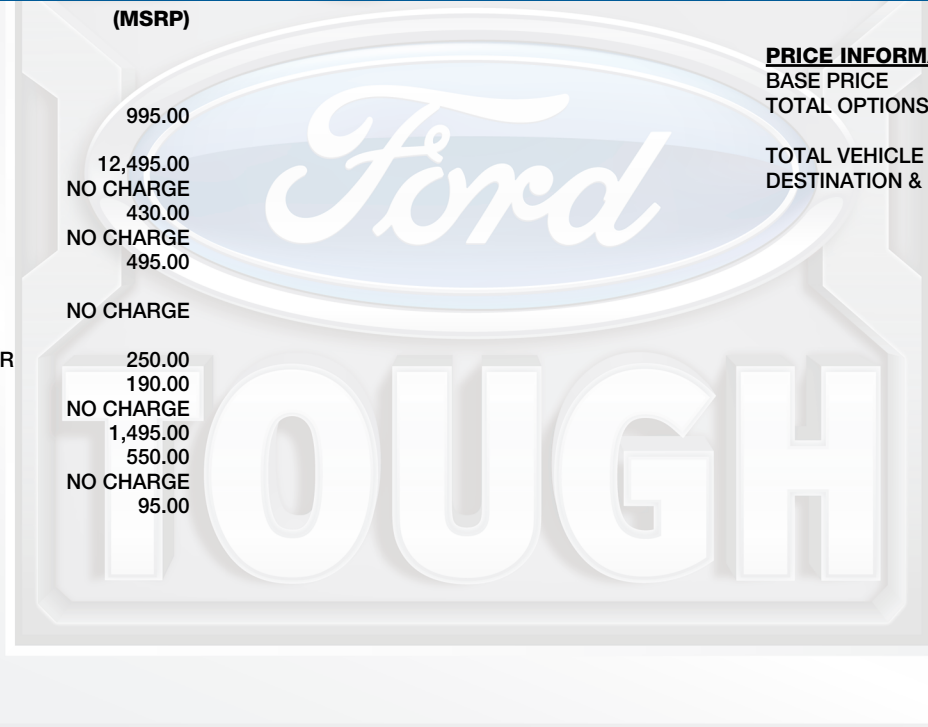 (MSRP)
995.00
12,495.00
NO CHARGE
430.00
NO CHARGE
495.00
NO CHARGE
R 250.00
190.00
NO CHARGE
1,495.00
550.00
NO CHARGE
95.00
PRICE INFORMA
BASE PRICE
TOTAL OPTIONS
TOTAL VEHICLE
DESTINATION &
Ford
TOUGH